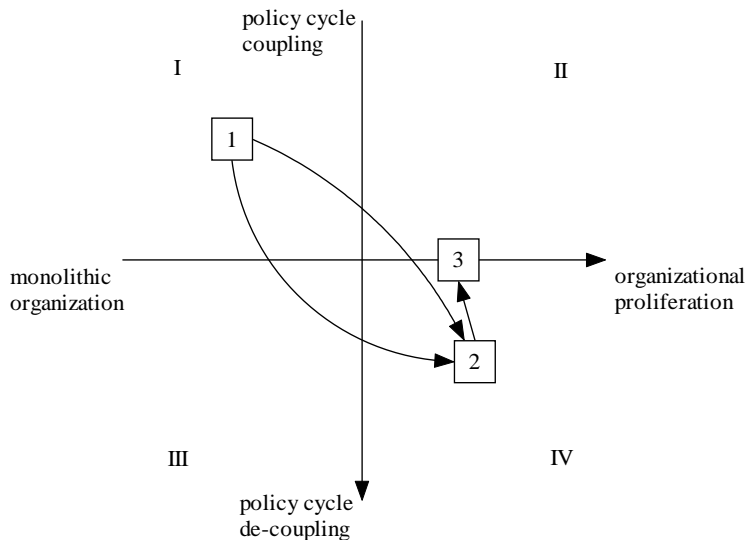 policy cycle
coupling
I
II
1
3
monolithic
organization
organizational
proliferation
2
III
IV
policy cycle
de-coupling